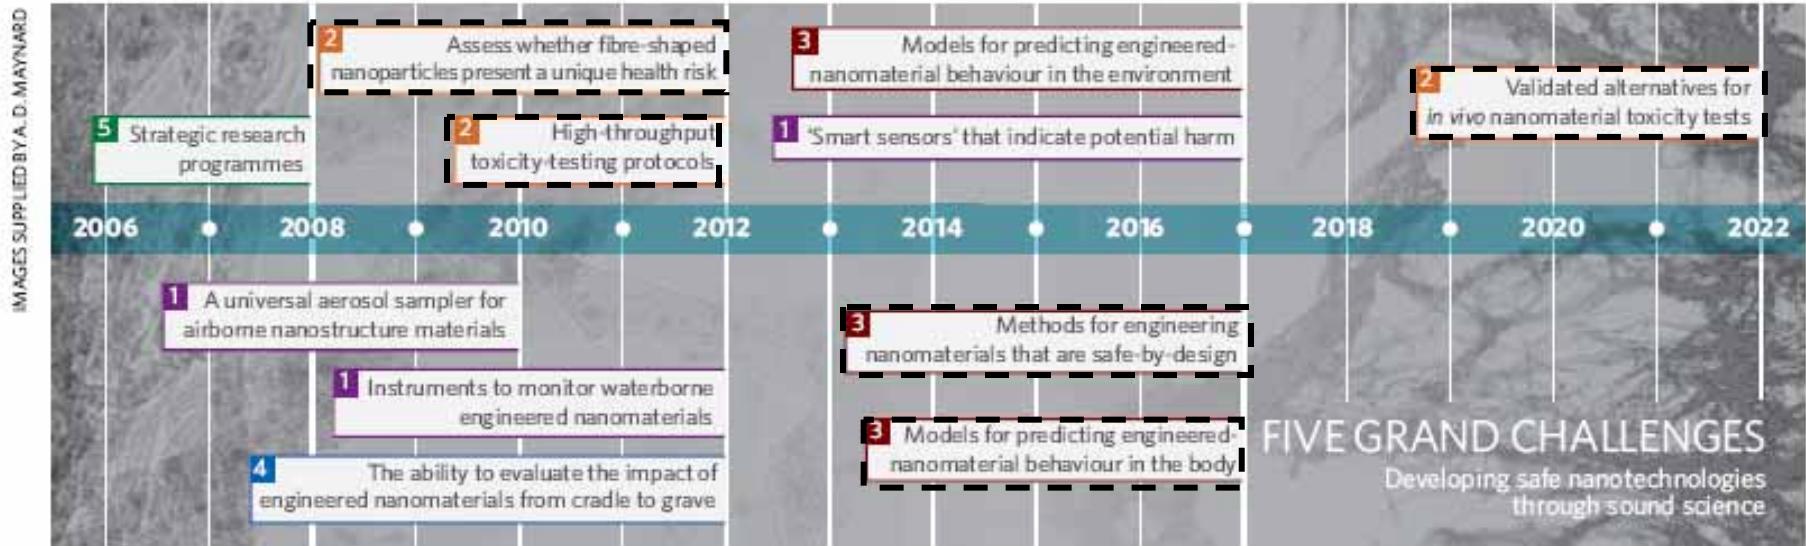 IMAGES SUPPLIED BY A. D. MAYNARD
2 Assess whether fibre-shaped
nanoparticles present a unique health risk
3 Models for predicting engineered-
nanomaterial behaviour in the environment
2 Validated alternatives for
in vivo nanomaterial toxicity tests
5 Strategic research
programmes
2 High-throughput
toxicity-testing protocols
1 'Smart sensors' that indicate potential harm
2006 2008 2010 2012 2014 2016 2018 2020 2022
1 A universal aerosol sampler for
airborne nanostructure materials
3 Methods for engineering
nanomaterials that are safe-by-design
1 Instruments to monitor waterborne
engineered nanomaterials
3 Models for predicting engineered-
nanomaterial behaviour in the body
4 The ability to evaluate the impact of
engineered nanomaterials from cradle to grave
FIVE GRAND CHALLENGES
Developing safe nanotechnologies
through sound science